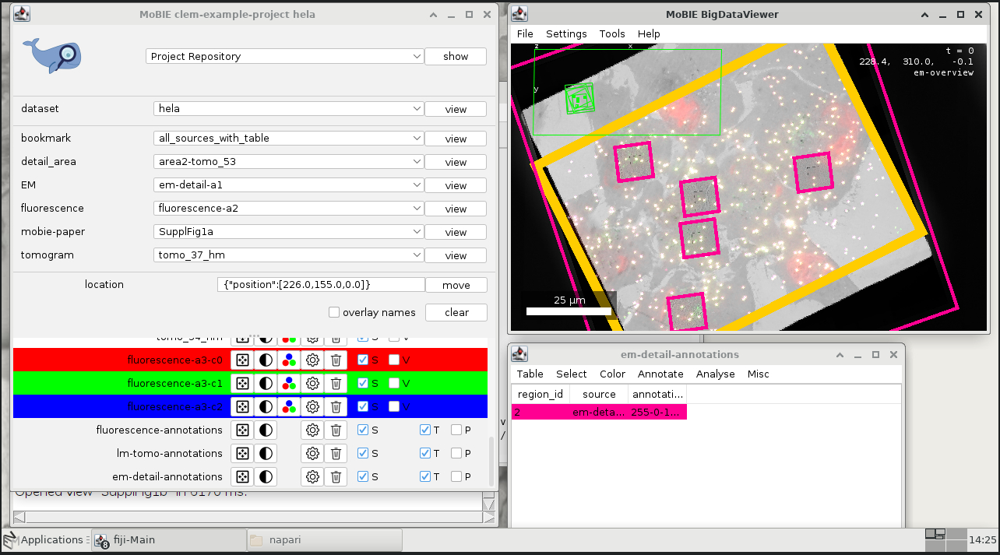 MoBIE clem-example-project hela
Project Repository
show
dataset
hela
view
bookmark
all_sources_with_table
view
detail_area
area2-tomo_53
view
EM
em-detail-a1
view
fluorescence
fluorescence-a2
view
mobie-paper
SupplFig1a
view
tomogram
tomo_37_hm
view
location
{"position":[226.0,155.0,0.0]}
move
overlay names
clear
S V
fluorescence-a3-c0
S V
fluorescence-a3-c1
S V
fluorescence-a3-c2
S V
fluorescence-annotations
S T P
lm-tomo-annotations
S T P
em-detail-annotations
S T P
Opened view "SupplFig1b" in 6170 ms.
MoBIE BigDataViewer
File Settings Tools Help
z x
y
t = 0
228.4, 310.0, -0.1
em-overview
25 µm
v
/
em-detail-annotations
Table Select Color Annotate Analyse Misc
region_id source annotati...
2 em-deta... 255-0-1...
Applications
8
fiji-Main
napari
14:25